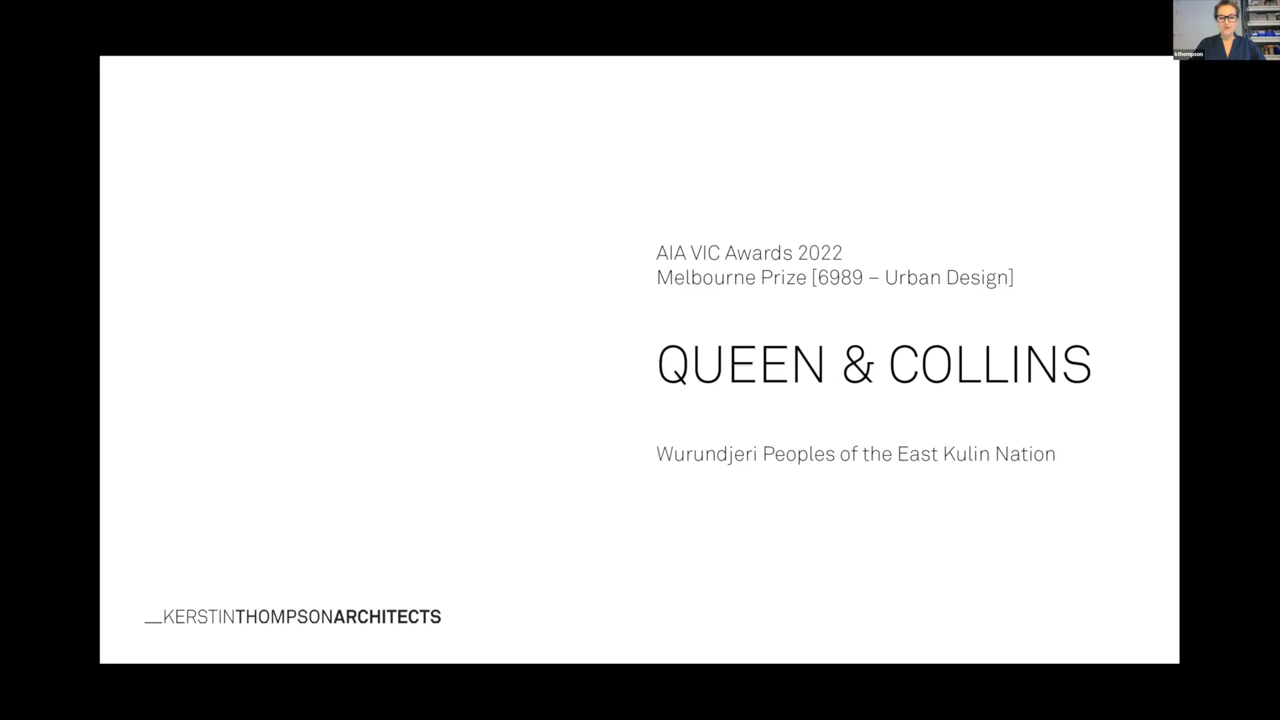 kthompson
AIA VIC Awards 2022
Melbourne Prize [6989 – Urban Design]
QUEEN & COLLINS
Wurundjeri Peoples of the East Kulin Nation
__KERSTINTHOMPSONARCHITECTS